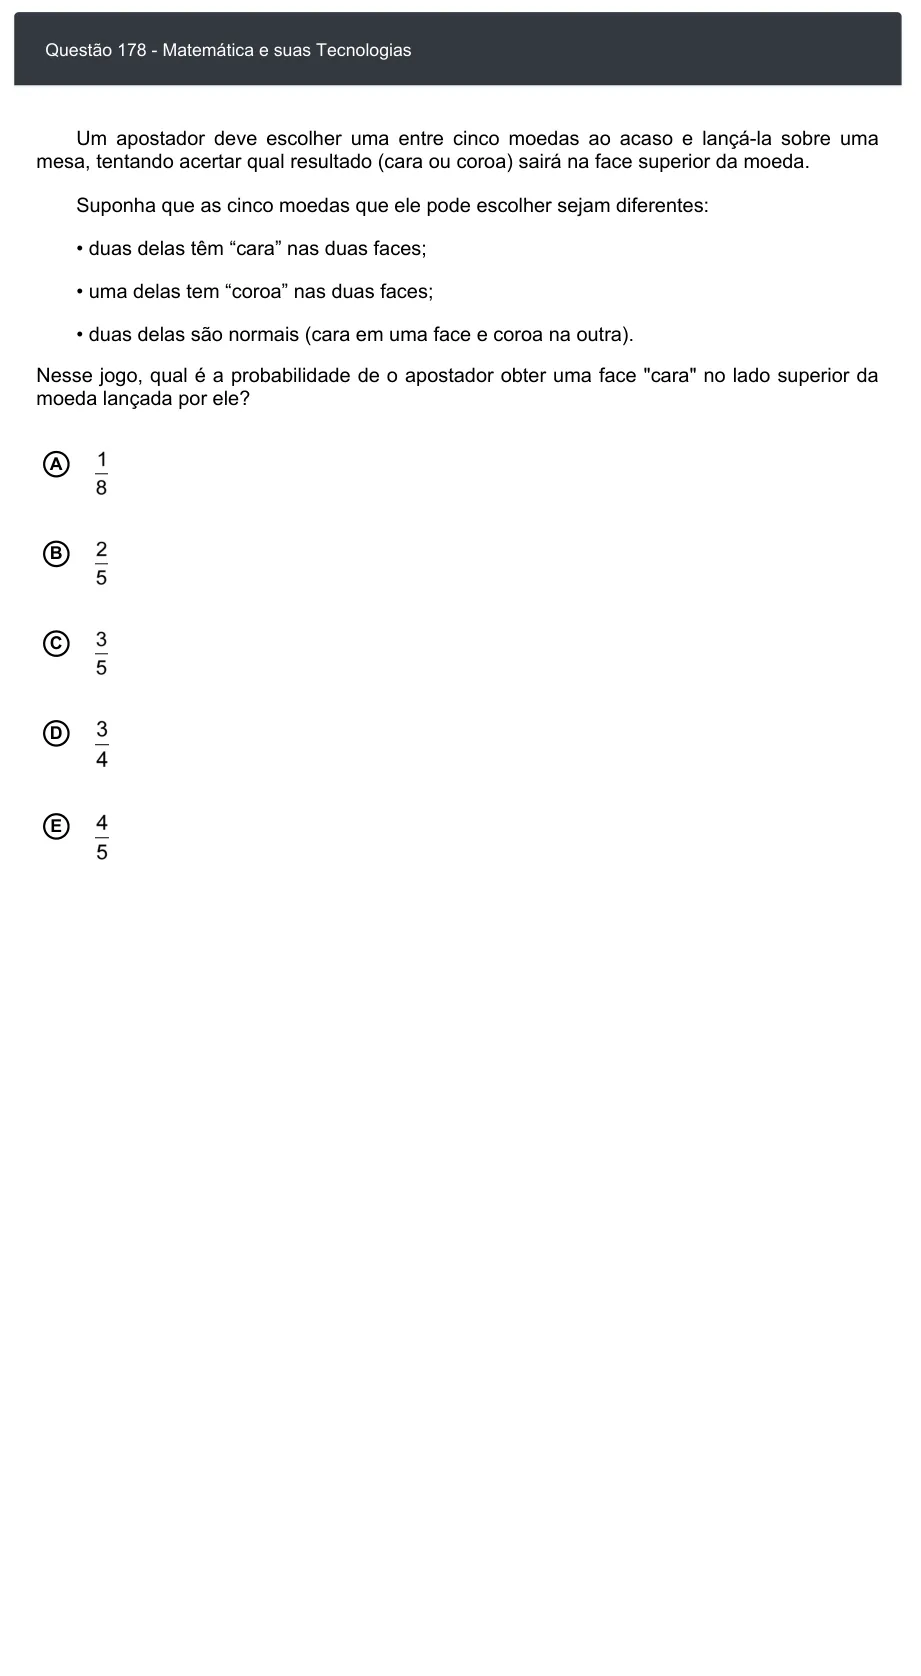 Questão 178 - Matemática e suas Tecnologias
Um apostador deve escolher uma entre cinco moedas ao acaso e lançá-la sobre uma
mesa, tentando acertar qual resultado (cara ou coroa) sairá na face superior da moeda.
Suponha que as cinco moedas que ele pode escolher sejam diferentes:
• duas delas têm “cara” nas duas faces;
• uma delas tem “coroa” nas duas faces;
• duas delas são normais (cara em uma face e coroa na outra).
Nesse jogo, qual é a probabilidade de o apostador obter uma face "cara" no lado superior da
moeda lançada por ele?
A 1/8
B 2/5
C 3/5
D 3/4
E 4/5